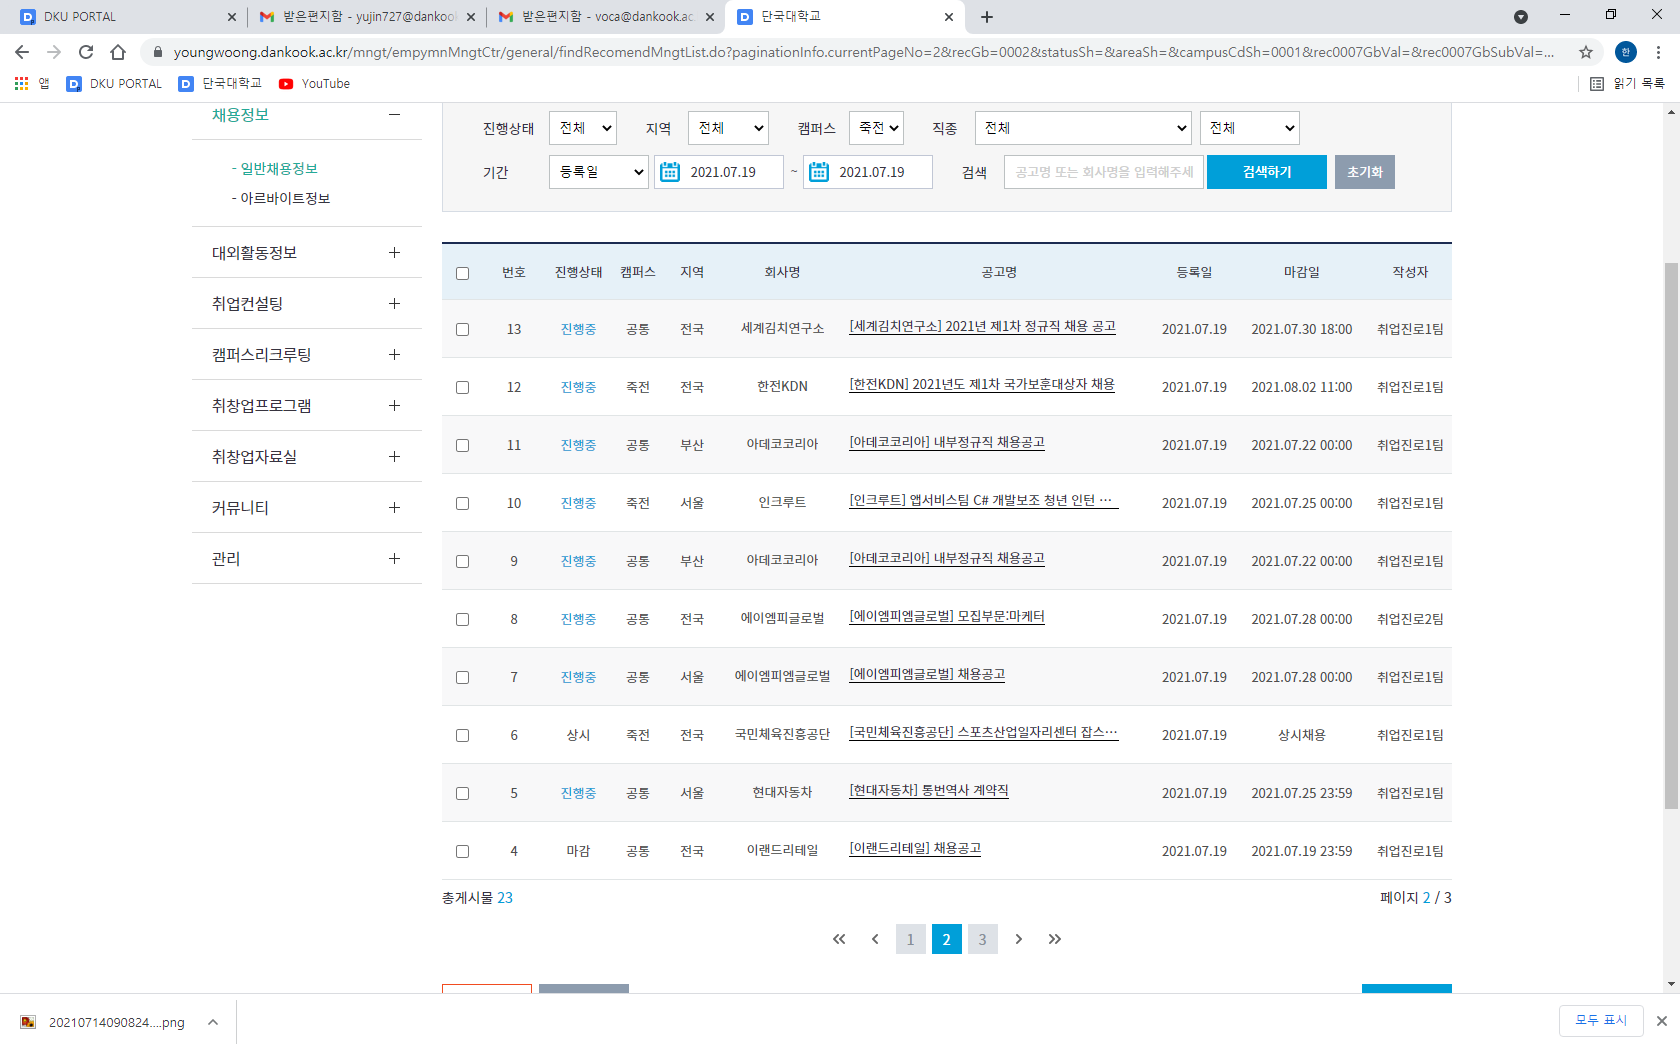 DKU PORTAL
받은편지함 - yujin727@dankook
받은편지함 - voca@dankook.ac.
단국대학교
youngwoong.dankook.ac.kr/mngt/empymnMngtCtr/general/findRecomendMngtList.do?paginationInfo.currentPageNo=2&recGb=0002&statusSh=&areaSh=&campusCdSh=0001&rec0007GbVal=&rec0007GbSubVal=...
한
앱 DKU PORTAL 단국대학교 YouTube 읽기 목록
채용정보
- 일반채용정보
- 아르바이트정보
대외활동정보
취업컨설팅
캠퍼스리크루팅
취창업프로그램
취창업자료실
커뮤니티
관리
진행상태 전체 지역 전체 캠퍼스 죽전 직종 전체 전체
기간 등록일 2021.07.19 ~ 2021.07.19 검색 공고명 또는 회사명을 입력해주세 검색하기 초기화
번호 진행상태 캠퍼스 지역 회사명 공고명 등록일 마감일 작성자
13 진행중 공통 전국 세계김치연구소 [세계김치연구소] 2021년 제1차 정규직 채용 공고 2021.07.19 2021.07.30 18:00 취업진로1팀
12 진행중 죽전 전국 한전KDN [한전KDN] 2021년도 제1차 국가보훈대상자 채용 2021.07.19 2021.08.02 11:00 취업진로1팀
11 진행중 공통 부산 아데코코리아 [아데코코리아] 내부정규직 채용공고 2021.07.19 2021.07.22 00:00 취업진로1팀
10 진행중 죽전 서울 인크루트 [인크루트] 앱서비스팀 C# 개발보조 청년 인턴 ... 2021.07.19 2021.07.25 00:00 취업진로1팀
9 진행중 공통 부산 아데코코리아 [아데코코리아] 내부정규직 채용공고 2021.07.19 2021.07.22 00:00 취업진로1팀
8 진행중 공통 전국 에이엠피글로벌 [에이엠피엠글로벌] 모집부문:마케터 2021.07.19 2021.07.28 00:00 취업진로2팀
7 진행중 공통 서울 에이엠피엠글로벌 [에이엠피엠글로벌] 채용공고 2021.07.19 2021.07.28 00:00 취업진로1팀
6 상시 죽전 전국 국민체육진흥공단 [국민체육진흥공단] 스포츠산업일자리센터 잡스... 2021.07.19 상시채용 취업진로1팀
5 진행중 공통 서울 현대자동차 [현대자동차] 통번역사 계약직 2021.07.19 2021.07.25 23:59 취업진로1팀
4 마감 공통 전국 이랜드리테일 [이랜드리테일] 채용공고 2021.07.19 2021.07.19 23:59 취업진로1팀
총게시물 23 페이지 2 / 3
1 2 3
20210714090824....png 모두 표시